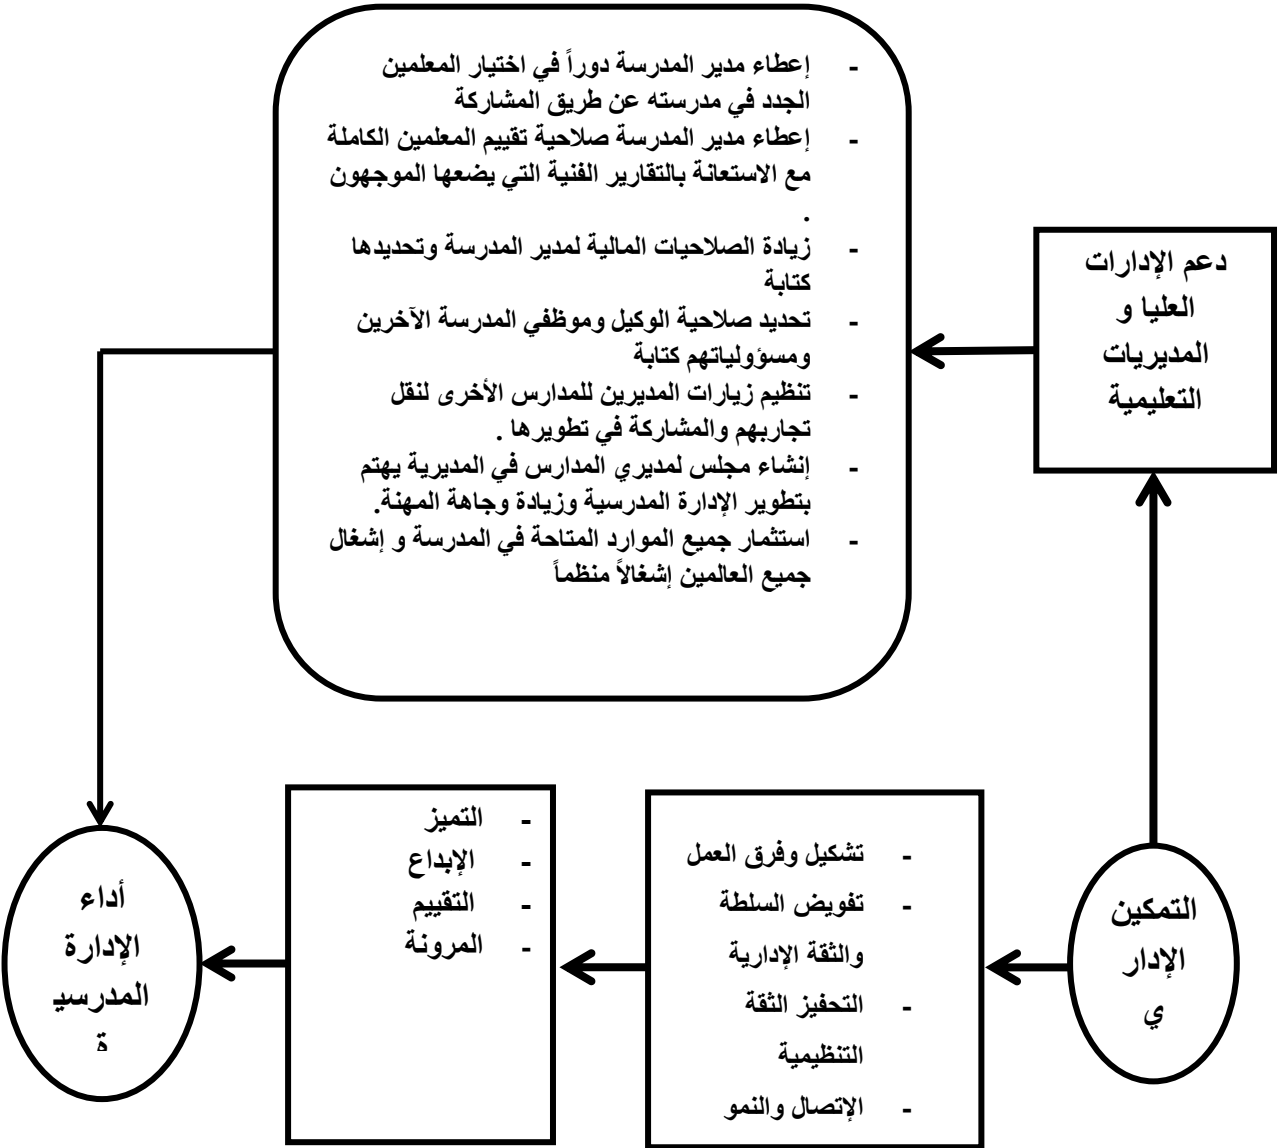 - إعطاء مدير المدرسة دوراً في اختيار المعلمين
الجدد في مدرسته عن طريق المشاركة
- إعطاء مدير المدرسة صلاحية تقييم المعلمين الكاملة
مع الاستعانة بالتقارير الفنية التي يضعها الموجهون
.
- زيادة الصلاحيات المالية لمدير المدرسة وتحديدها
كتابة
- تحديد صلاحية الوكيل وموظفي المدرسة الآخرين
ومسؤولياتهم كتابة
- تنظيم زيارات المديرين للمدارس الأخرى لنقل
تجاربهم والمشاركة في تطويرها .
- إنشاء مجلس لمديري المدارس في المديرية يهتم
بتطوير الإدارة المدرسية وزيادة وجاهة المهنة.
- استثمار جميع الموارد المتاحة في المدرسة و إشغال
جميع العالمين إشغالاً منظماً
دعم الإدارات
العليا و
المديريات
التعليمية
التمكين
الإدار
ي
- تشكيل وفرق العمل
- تفويض السلطة
والثقة الإدارية
- التحفيز الثقة
التنظيمية
- الإتصال والنمو
- التميز
- الإبداع
- التقييم
- المرونة
أداء
الإدارة
المدرسي
ة